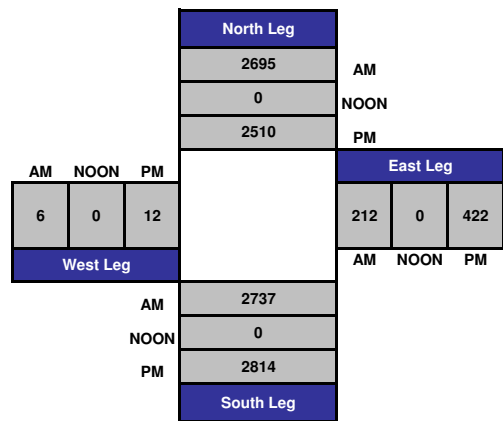 North Leg
2695 AM
0 NOON
2510 PM
AM NOON PM
East Leg
6 0 12
212 0 422
West Leg
AM NOON PM
AM 2737
NOON 0
PM 2814
South Leg